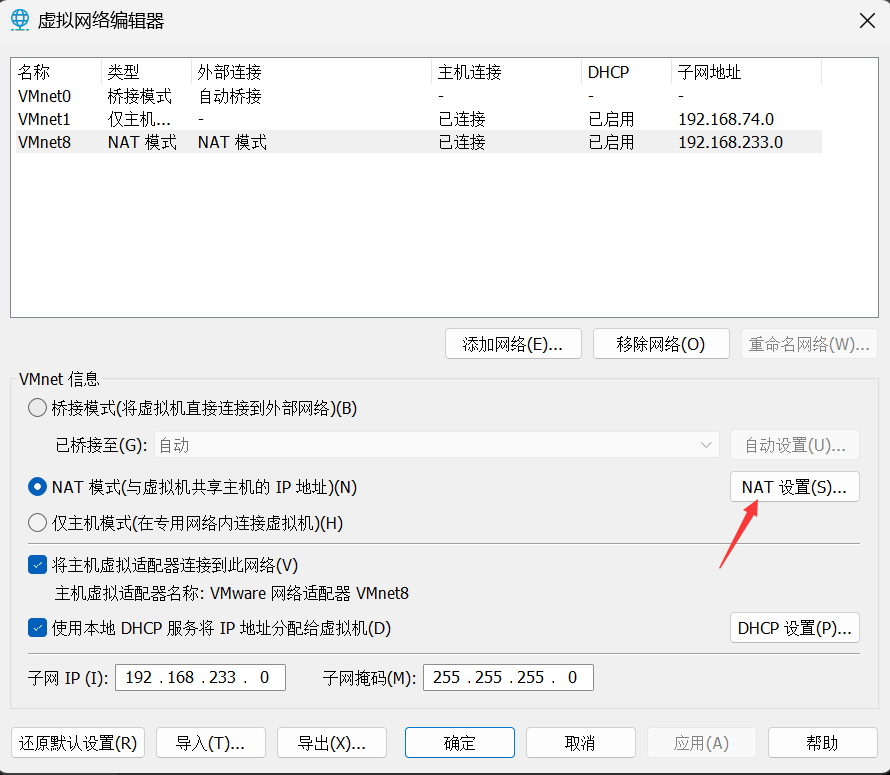 虚拟网络编辑器
名称 类型 外部连接 主机连接 DHCP 子网地址
VMnet0 桥接模式 自动桥接 - - -
VMnet1 仅主机... - 已连接 已启用 192.168.74.0
VMnet8 NAT 模式 NAT 模式 已连接 已启用 192.168.233.0
添加网络(E)... 移除网络(O) 重命名网络(W)...
VMnet 信息
桥接模式(将虚拟机直接连接到外部网络)(B)
已桥接至(G): 自动 自动设置(U)...
NAT 模式(与虚拟机共享主机的 IP 地址)(N) NAT 设置(S)...
仅主机模式(在专用网络内连接虚拟机)(H)
将主机虚拟适配器连接到此网络(V)
主机虚拟适配器名称: VMware 网络适配器 VMnet8
使用本地 DHCP 服务将 IP 地址分配给虚拟机(D) DHCP 设置(P)...
子网 IP (I): 192 . 168 . 233 . 0 子网掩码(M): 255 . 255 . 255 . 0
还原默认设置(R) 导入(T)... 导出(X)... 确定 取消 应用(A) 帮助